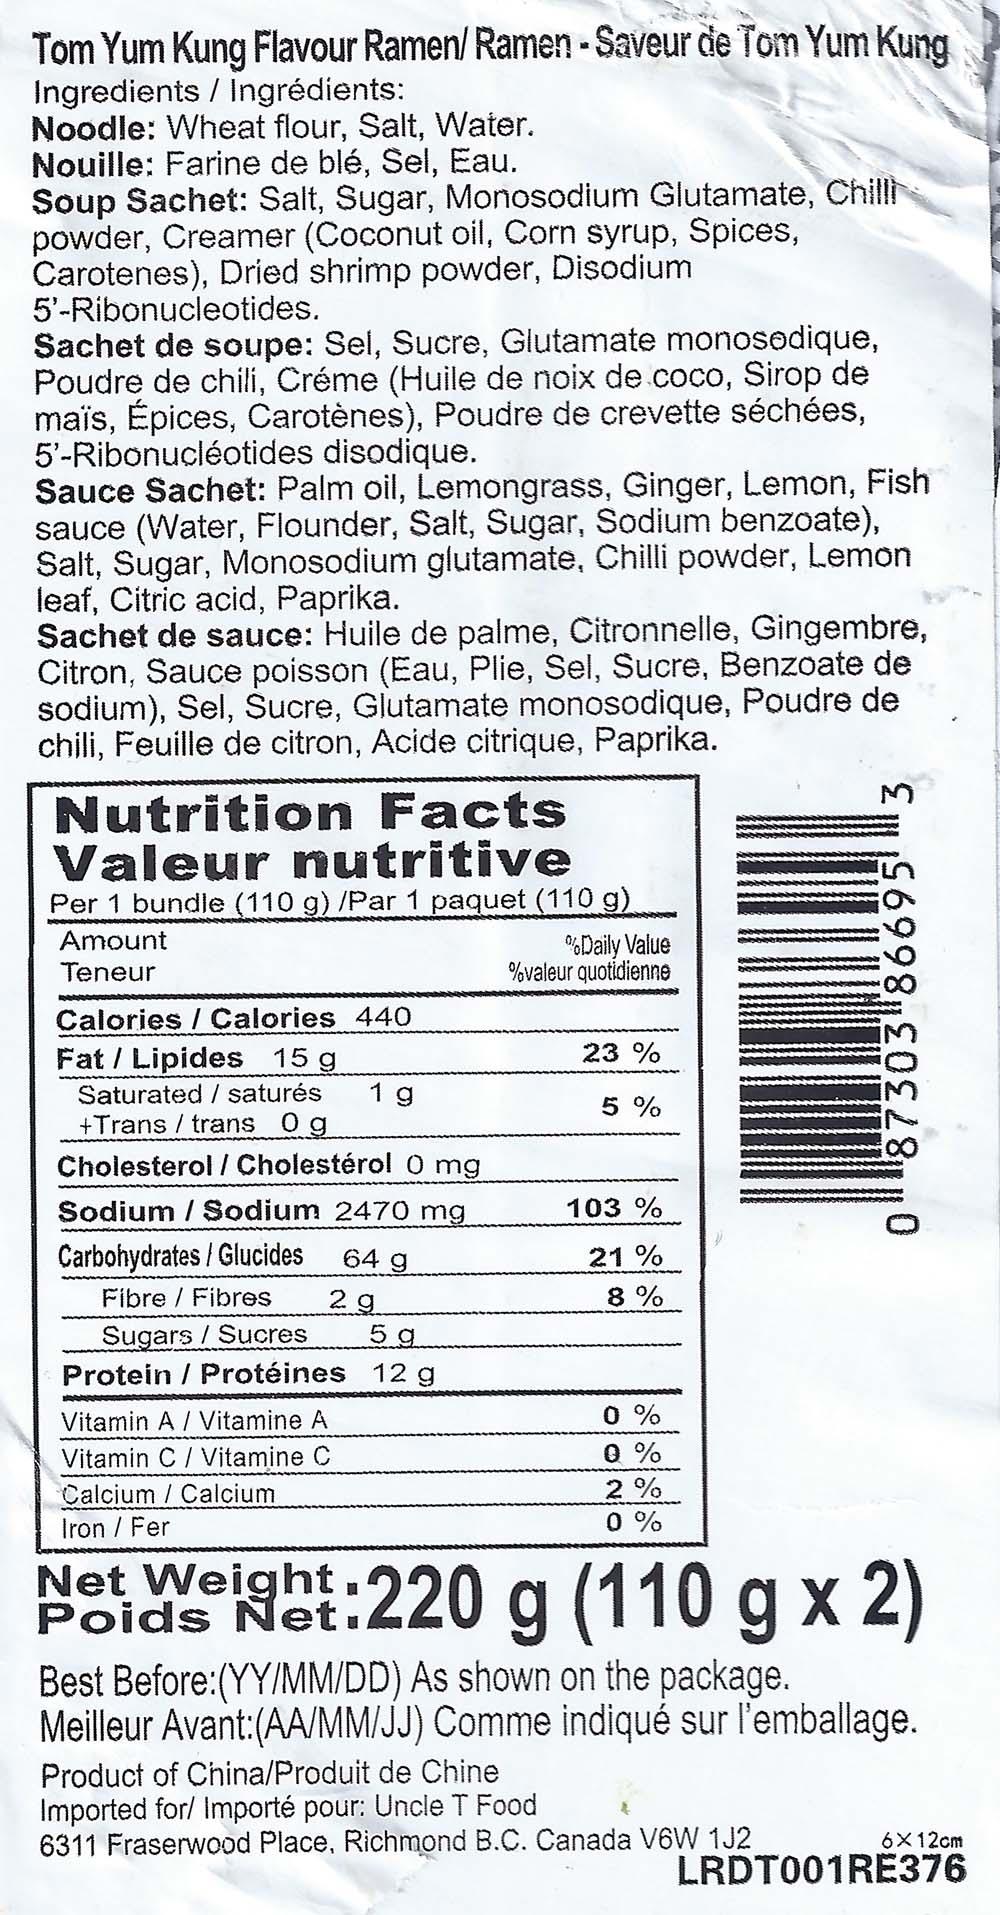 Tom Yum Kung Flavour Ramen/ Ramen - Saveur de Tom Yum Kung
Ingredients / Ingrédients:
Noodle: Wheat flour, Salt, Water.
Nouille: Farine de blé, Sel, Eau.
Soup Sachet: Salt, Sugar, Monosodium Glutamate, Chilli
powder, Creamer (Coconut oil, Corn syrup, Spices,
Carotenes), Dried shrimp powder, Disodium
5'-Ribonucleotides.
Sachet de soupe: Sel, Sucre, Glutamate monosodique,
Poudre de chili, Créme (Huile de noix de coco, Sirop de
maïs, Épices, Carotènes), Poudre de crevette séchées,
5'-Ribonucléotides disodique.
Sauce Sachet: Palm oil, Lemongrass, Ginger, Lemon, Fish
sauce (Water, Flounder, Salt, Sugar, Sodium benzoate),
Salt, Sugar, Monosodium glutamate, Chilli powder, Lemon
leaf, Citric acid, Paprika.
Sachet de sauce: Huile de palme, Citronnelle, Gingembre,
Citron, Sauce poisson (Eau, Plie, Sel, Sucre, Benzoate de
sodium), Sel, Sucre, Glutamate monosodique, Poudre de
chili, Feuille de citron, Acide citrique, Paprika.
Nutrition Facts
Valeur nutritive
Per 1 bundle (110 g) /Par 1 paquet (110 g)
Amount %Daily Value
Teneur %valeur quotidienne
Calories / Calories 440
Fat / Lipides 15 g 23 %
Saturated / saturés 1 g
+Trans / trans 0 g 5 %
Cholesterol / Cholestérol 0 mg
Sodium / Sodium 2470 mg 103 %
Carbohydrates / Glucides 64 g 21 %
Fibre / Fibres 2 g 8 %
Sugars / Sucres 5 g
Protein / Protéines 12 g
Vitamin A / Vitamine A 0 %
Vitamin C / Vitamine C 0 %
Calcium / Calcium 2 %
Iron / Fer 0 %
0 87303 86695 3
Net Weight
Poids Net:220 g (110 g x 2)
Best Before:(YY/MM/DD) As shown on the package.
Meilleur Avant:(AA/MM/JJ) Comme indiqué sur l'emballage.
Product of China/Produit de Chine
Imported for/ Importé pour: Uncle T Food
6311 Fraserwood Place, Richmond B.C. Canada V6W 1J2
6×12cm
LRDT001RE376